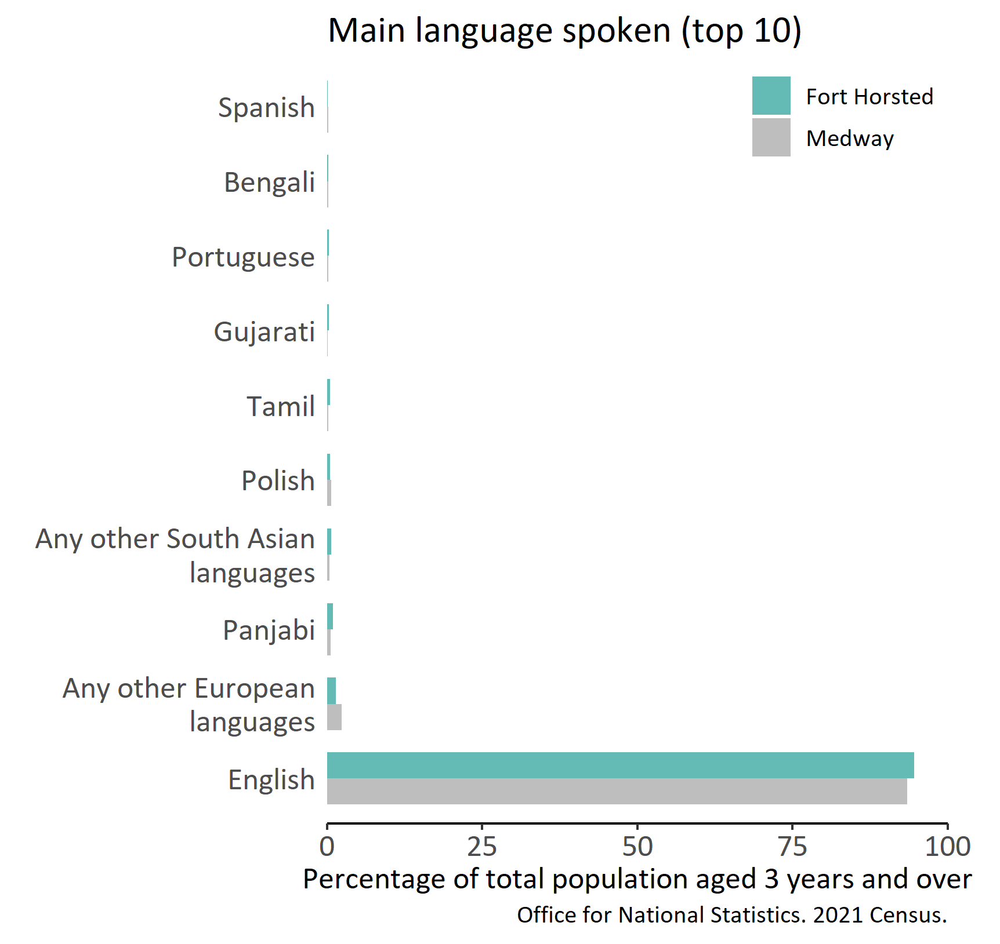 Main language spoken (top 10)
Fort Horsted
Medway
Spanish
Bengali
Portuguese
Gujarati
Tamil
Polish
Any other South Asian
languages
Panjabi
Any other European
languages
English
0 25 50 75 100
Percentage of total population aged 3 years and over
Office for National Statistics. 2021 Census.